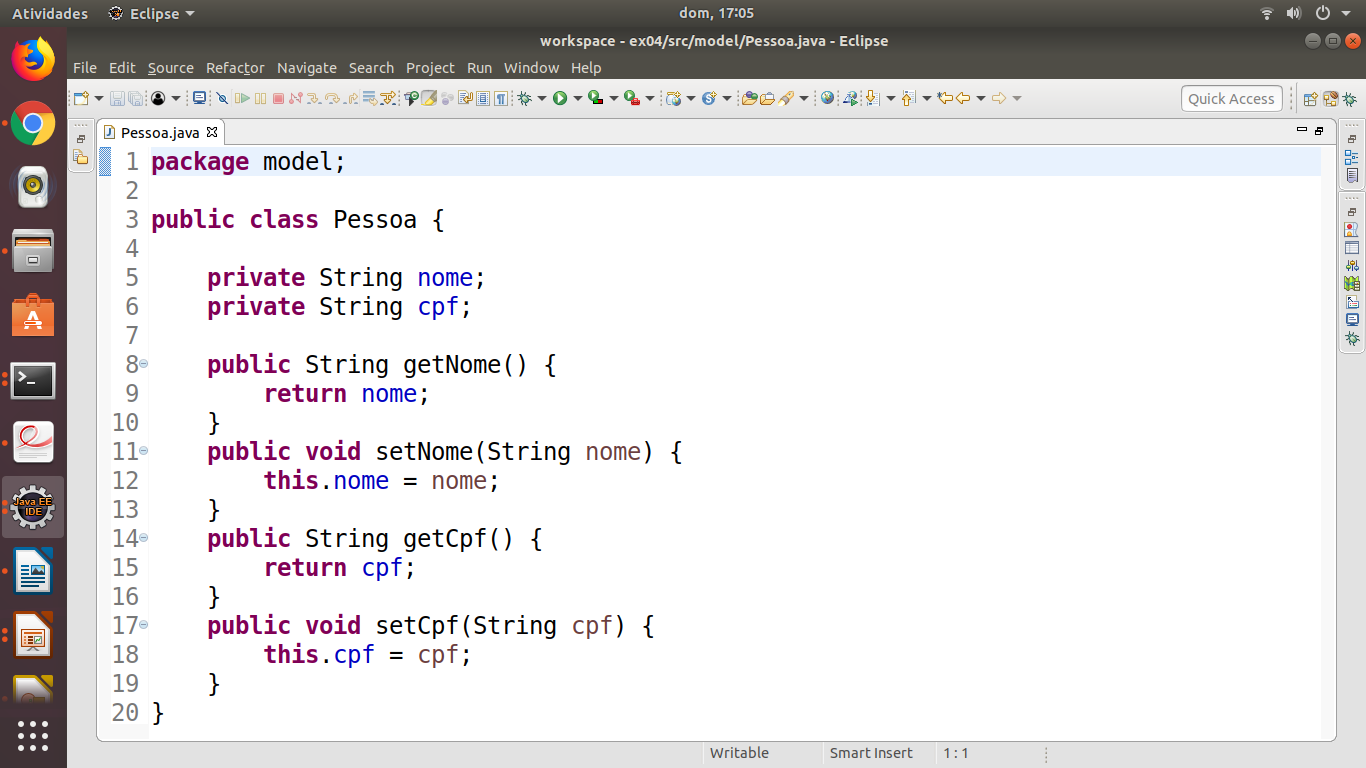 Atividades Eclipse dom, 17:05
workspace - ex04/src/model/Pessoa.java - Eclipse
File Edit Source Refactor Navigate Search Project Run Window Help
Quick Access
Pessoa.java
1 package model;
2
3 public class Pessoa {
4
5     private String nome;
6     private String cpf;
7
8     public String getNome() {
9         return nome;
10     }
11     public void setNome(String nome) {
12         this.nome = nome;
13     }
14     public String getCpf() {
15         return cpf;
16     }
17     public void setCpf(String cpf) {
18         this.cpf = cpf;
19     }
20 }
Java EE
IDE
Writable Smart Insert 1 : 1